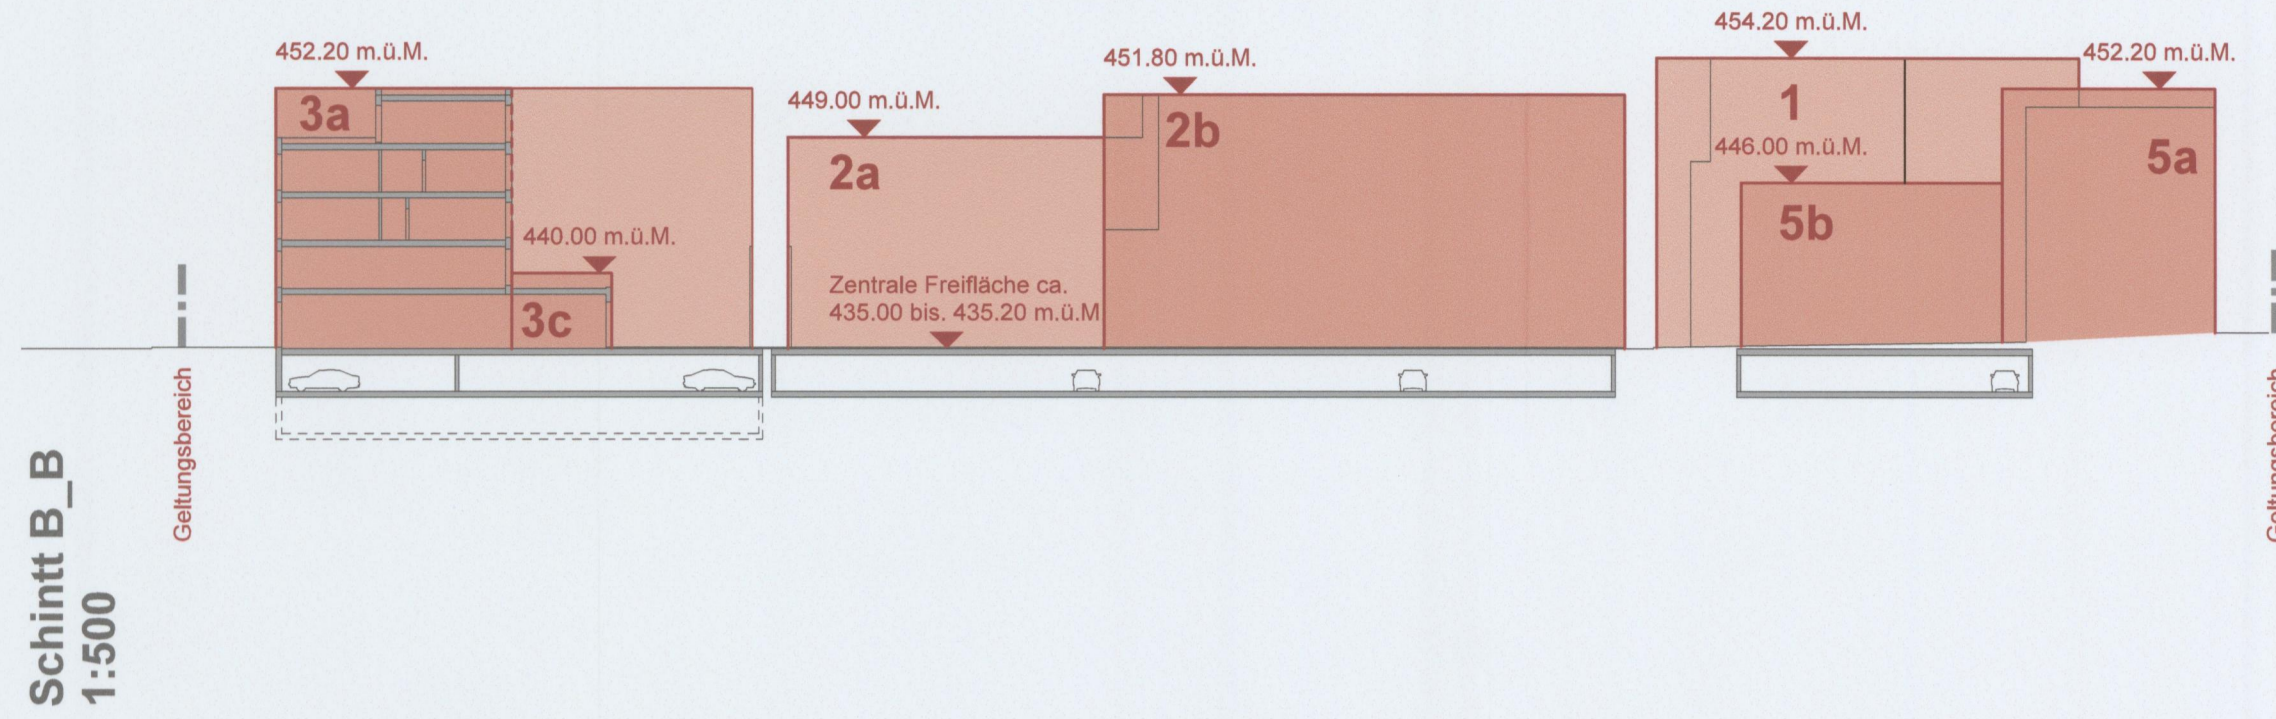 454.20 m.ü.M.
452.20 m.ü.M.
451.80 m.ü.M.
452.20 m.ü.M.
449.00 m.ü.M.
3a
1
2b
446.00 m.ü.M.
5a
2a
5b
440.00 m.ü.M.
Zentrale Freifläche ca.
435.00 bis. 435.20 m.ü.M
3c
Geltungsbereich
Geltungsbereich
Schintt B_B
1:500